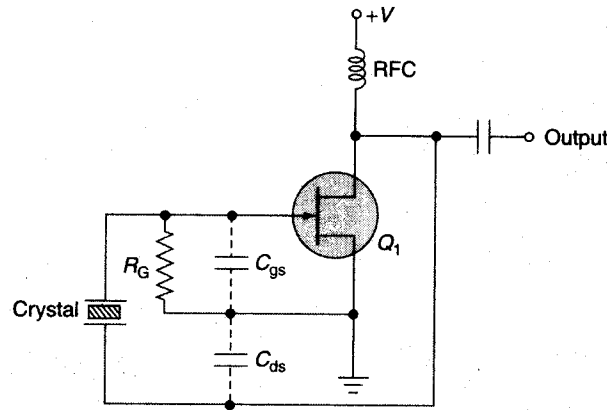 +V
RFC
Output
Q1
RG
Cgs
Crystal
Cds